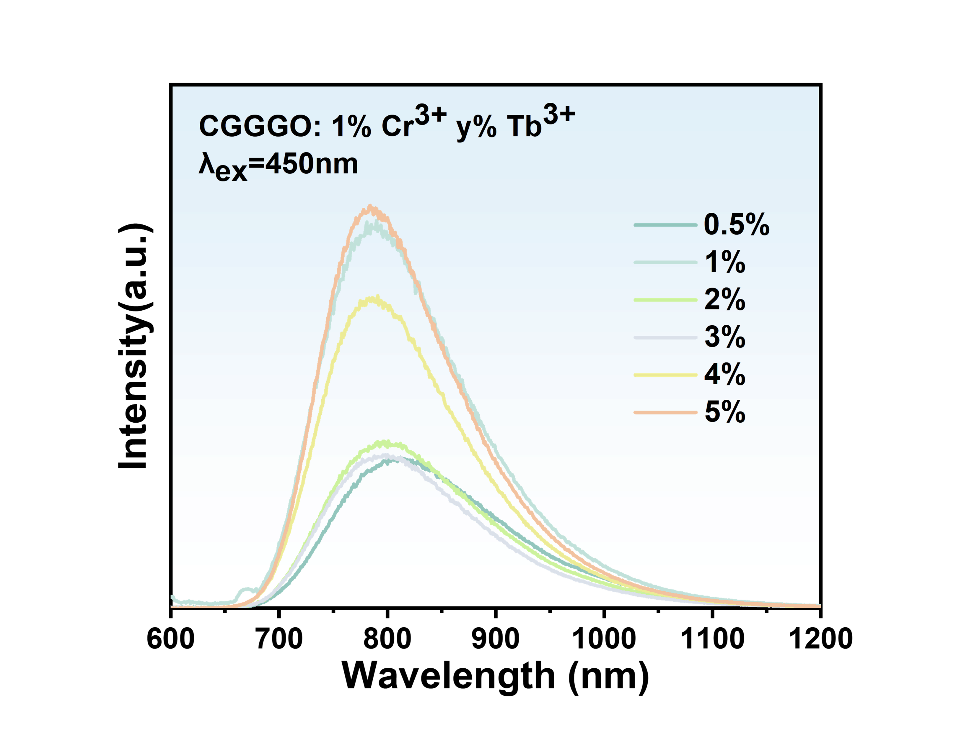 CGGGO: 1% Cr3+ y% Tb3+
λex=450nm
0.5%
1%
2%
3%
4%
5%
Intensity(a.u.)
600 700 800 900 1000 1100 1200
Wavelength (nm)